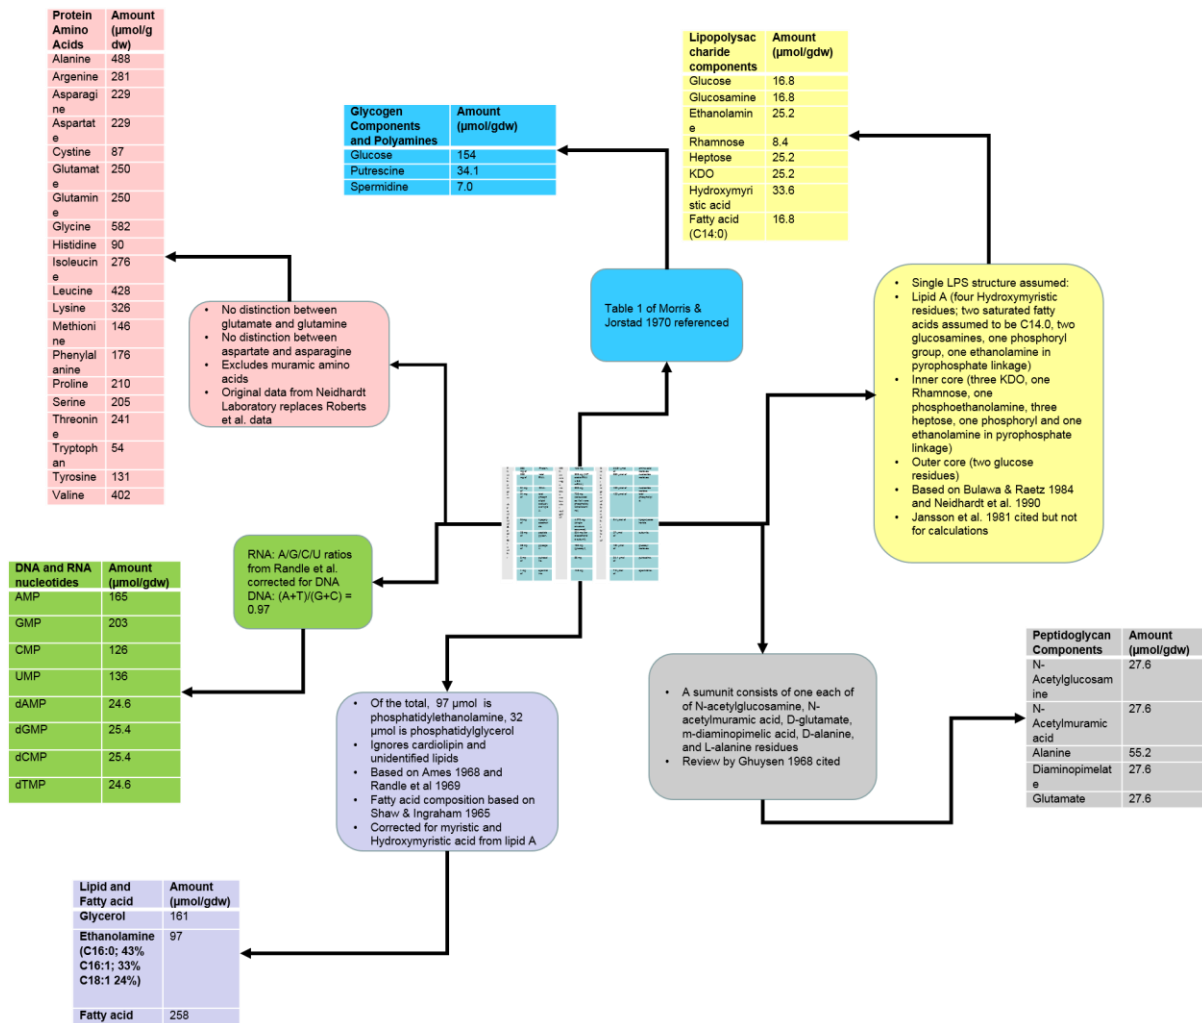 Protein Amount
Amino (µmol/g
Acids dw)
Alanine 488
Argenine 281
Asparagi 229
ne
Aspartat 229
e
Cystine 87
Glutamat 250
e
Glutamin 250
e
Glycine 582
Histidine 90
Isoleucin 276
e
Leucine 428
Lysine 326
Methioni 146
ne
Phenylal 176
anine
Proline 210
Serine 205
Threonin 241
e
Tryptoph 54
an
Tyrosine 131
Valine 402
Glycogen Amount
Components (µmol/gdw)
and Polyamines
Glucose 154
Putrescine 34.1
Spermidine 7.0
Lipopolysac Amount
charide (µmol/gdw)
components
Glucose 16.8
Glucosamine 16.8
Ethanolamin 25.2
e
Rhamnose 8.4
Heptose 25.2
KDO 25.2
Hydroxymyri 33.6
stic acid
Fatty acid 16.8
(C14:0)
• No distinction between
glutamate and glutamine
• No distinction between
aspartate and asparagine
• Excludes muramic amino
acids
• Original data from Neidhardt
Laboratory replaces Roberts
et al. data
Table 1 of Morris &
Jorstad 1970 referenced
• Single LPS structure assumed:
• Lipid A (four Hydroxymyristic
residues; two saturated fatty
acids assumed to be C14.0, two
glucosamines, one phosphoryl
group, one ethanolamine in
pyrophosphate linkage)
• Inner core (three KDO, one
Rhamnose, one
phosphoethanolamine, three
heptose, one phosphoryl and one
ethanolamine in pyrophosphate
linkage)
• Outer core (two glucose
residues)
• Based on Bulawa & Raetz 1984
and Neidhardt et al. 1990
• Jansson et al. 1981 cited but not
for calculations
RNA: A/G/C/U ratios
from Randle et al.
corrected for DNA
DNA: (A+T)/(G+C) =
0.97
DNA and RNA Amount
nucleotides (µmol/gdw)
AMP 165
GMP 203
CMP 126
UMP 136
dAMP 24.6
dGMP 25.4
dCMP 25.4
dTMP 24.6
• Of the total, 97 µmol is
phosphatidylethanolamine, 32
µmol is phosphatidylglycerol
• Ignores cardiolipin and
unidentified lipids
• Based on Ames 1968 and
Randle et al 1969
• Fatty acid composition based on
Shaw & Ingraham 1965
• Corrected for myristic and
Hydroxymyristic acid from lipid A
• A sumunit consists of one each of
of N-acetylglucosamine, N-
acetylmuramic acid, D-glutamate,
m-diaminopimelic acid, D-alanine,
and L-alanine residues
• Review by Ghuysen 1968 cited
Peptidoglycan Amount
Components (µmol/gdw)
N- 27.6
Acetylglucosam
ine
N- 27.6
Acetylmuramic
acid
Alanine 55.2
Diaminopimelat 27.6
e
Glutamate 27.6
Lipid and Amount
Fatty acid (µmol/gdw)
Glycerol 161
Ethanolamine 97
(C16:0; 43%
C16:1; 33%
C18:1 24%)
Fatty acid 258